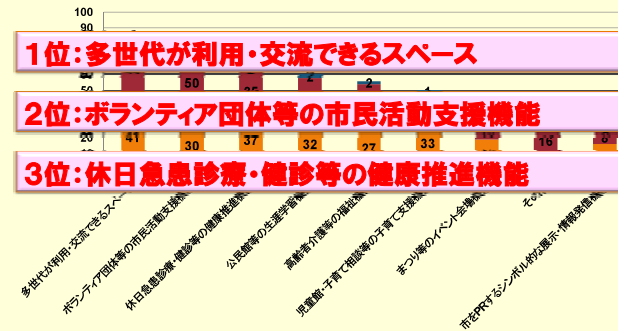 100
90
1位:多世代が利用・交流できるスペース
50
2
2
2位:ボランティア団体等の市民活動支援機能
20
41
30
37
32
27
33
16
8
3位:休日急患診療・健診等の健康推進機能
多世代が利用・交流できるスペー
ボランティア団体等の市民活動支援機
休日急患診療・健診等の健康推進機
公民館等の生涯学習機
高齢者介護等の福祉機
児童館・子育て相談等の子育て支援機
まつり等のイベント会場機
その
市をPRするシンボル的な展示・情報発信機